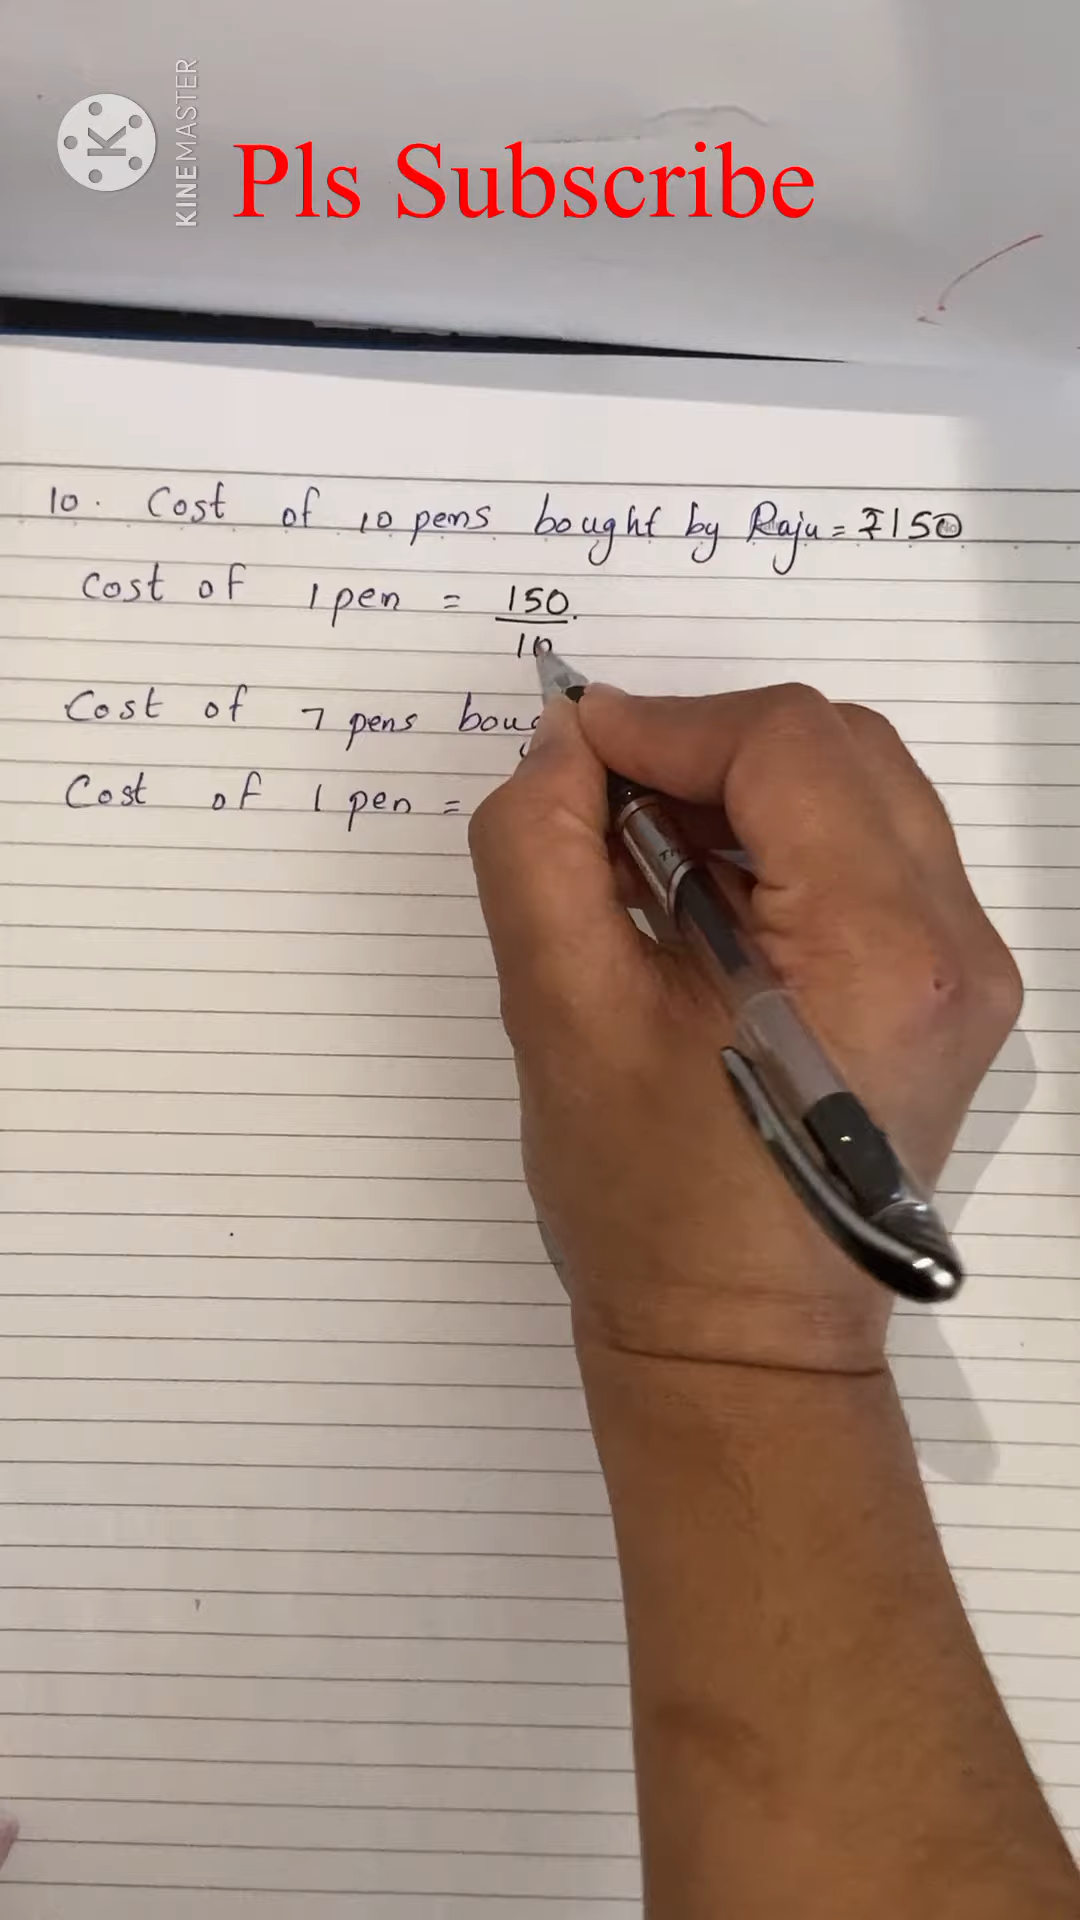 KINEMASTER
Pls Subscribe
10. Cost of 10 pens bought by Raju = ₹150
Cost of 1 pen = 150
10
Cost of 7 pens
Cost of 1 pen =